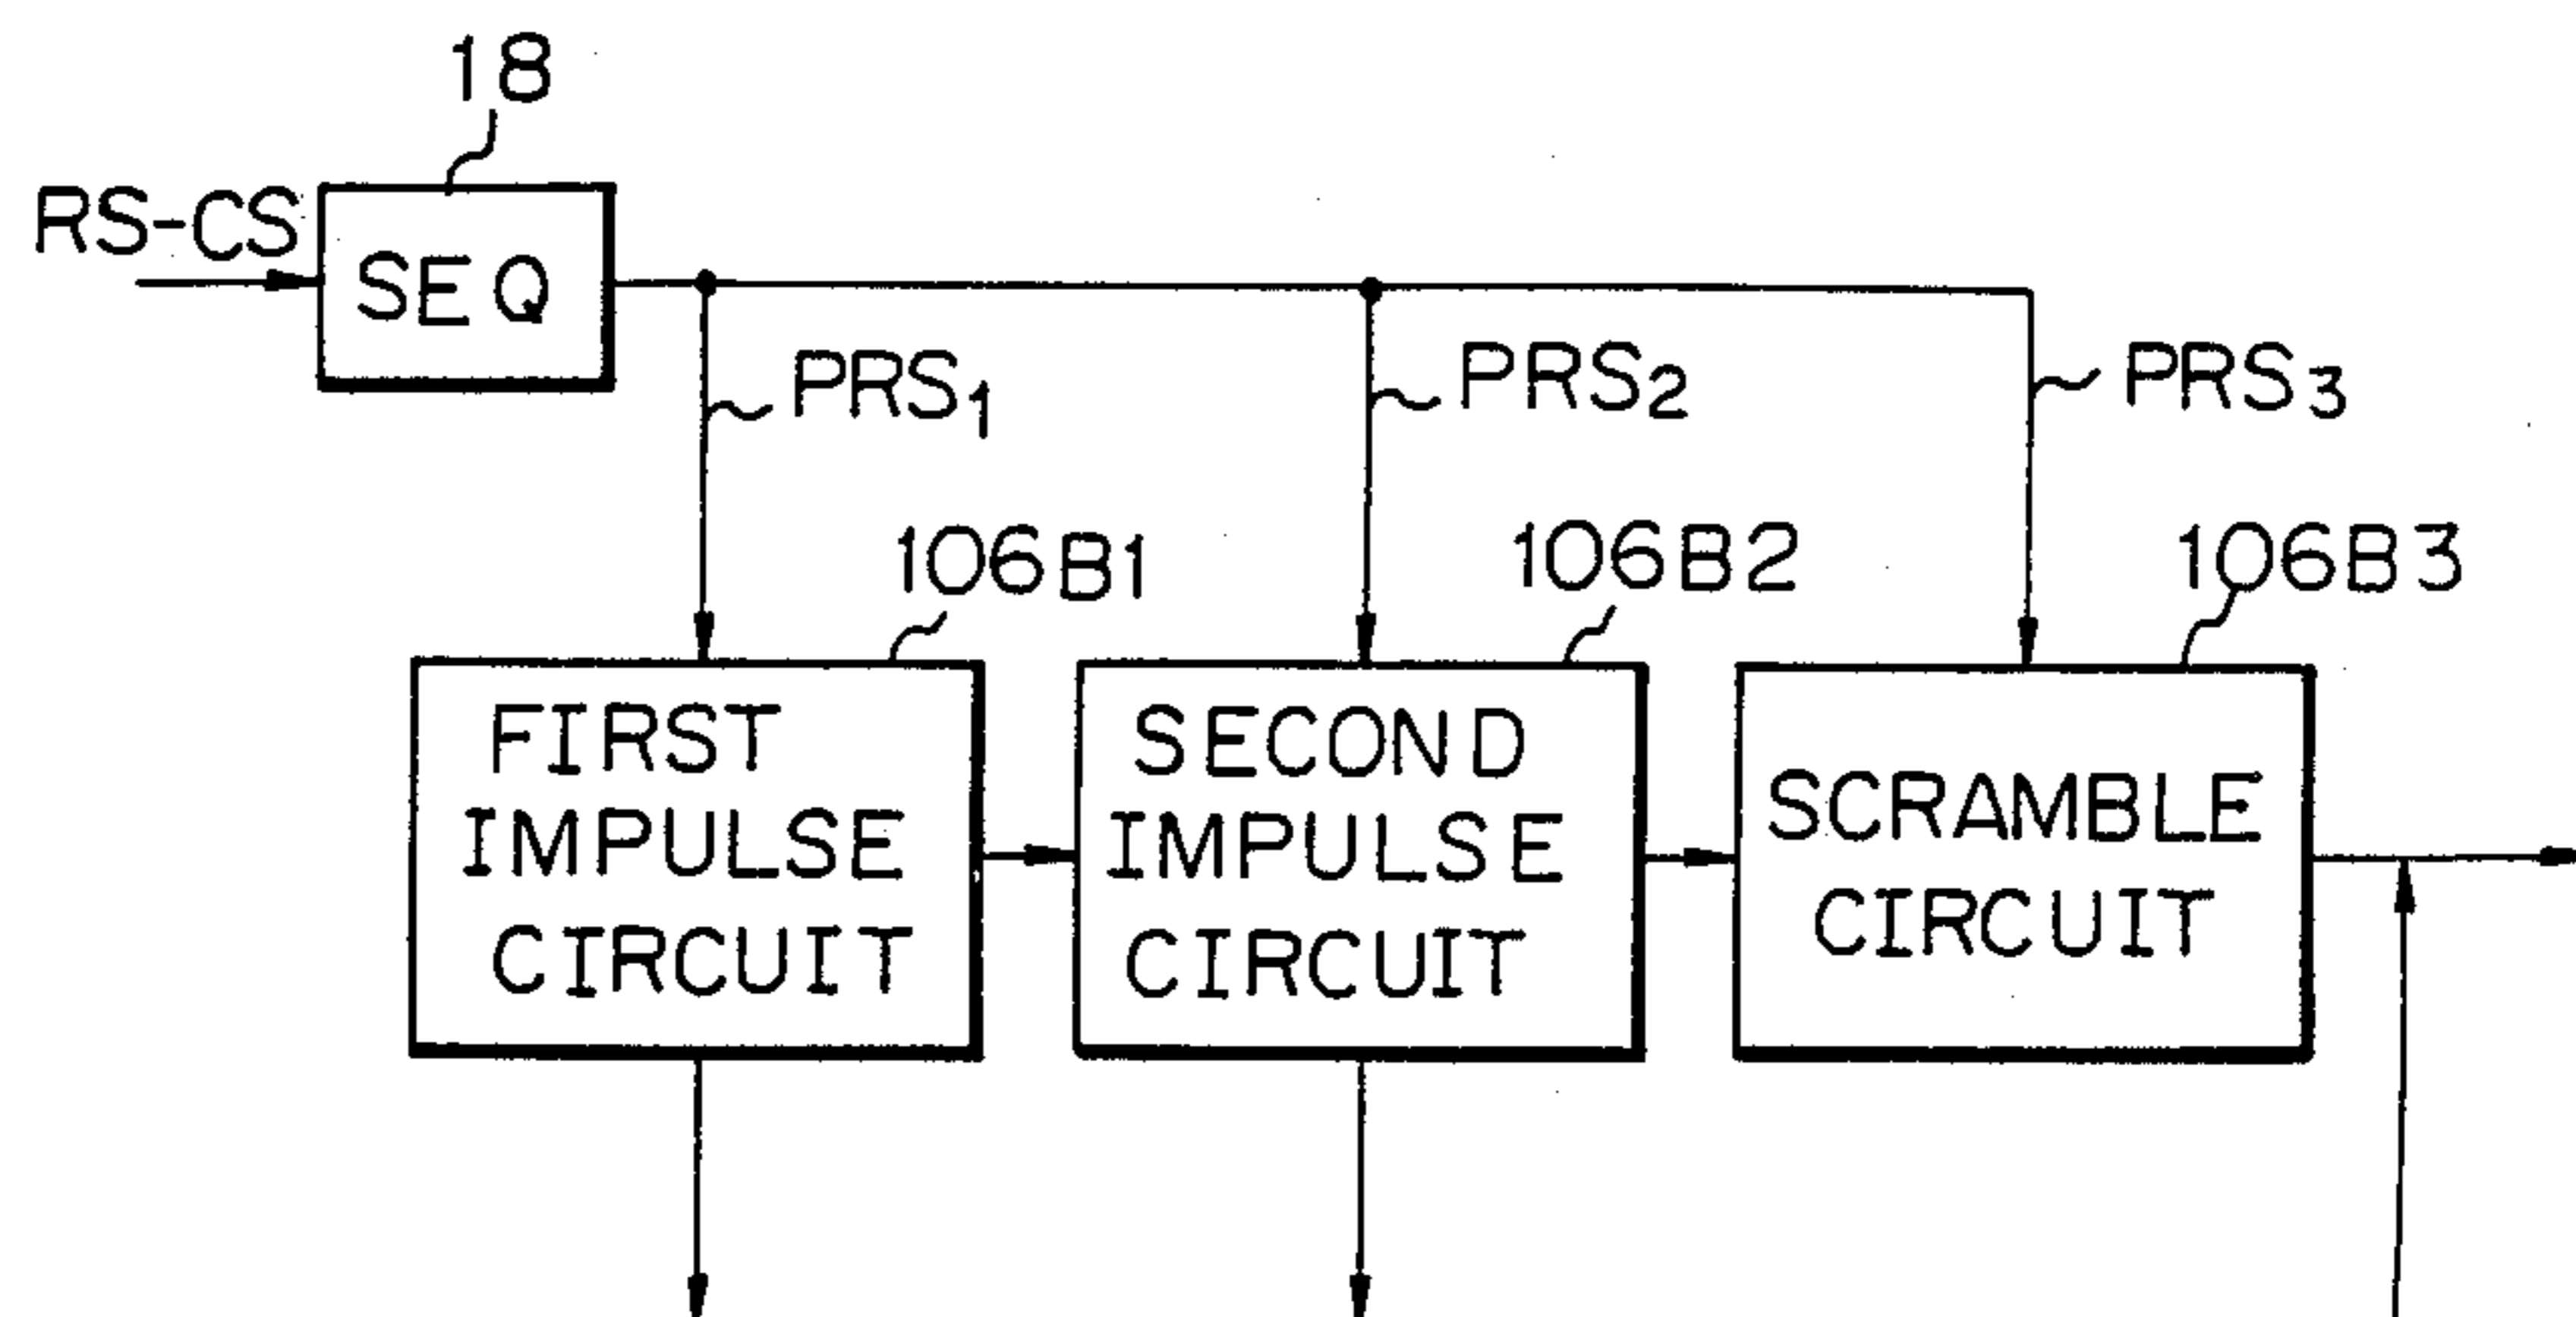 18
RS-CS
SEQ
PRS1
PRS2
PRS3
106B1
106B2
106B3
FIRST
IMPULSE
CIRCUIT
SECOND
IMPULSE
CIRCUIT
SCRAMBLE
CIRCUIT